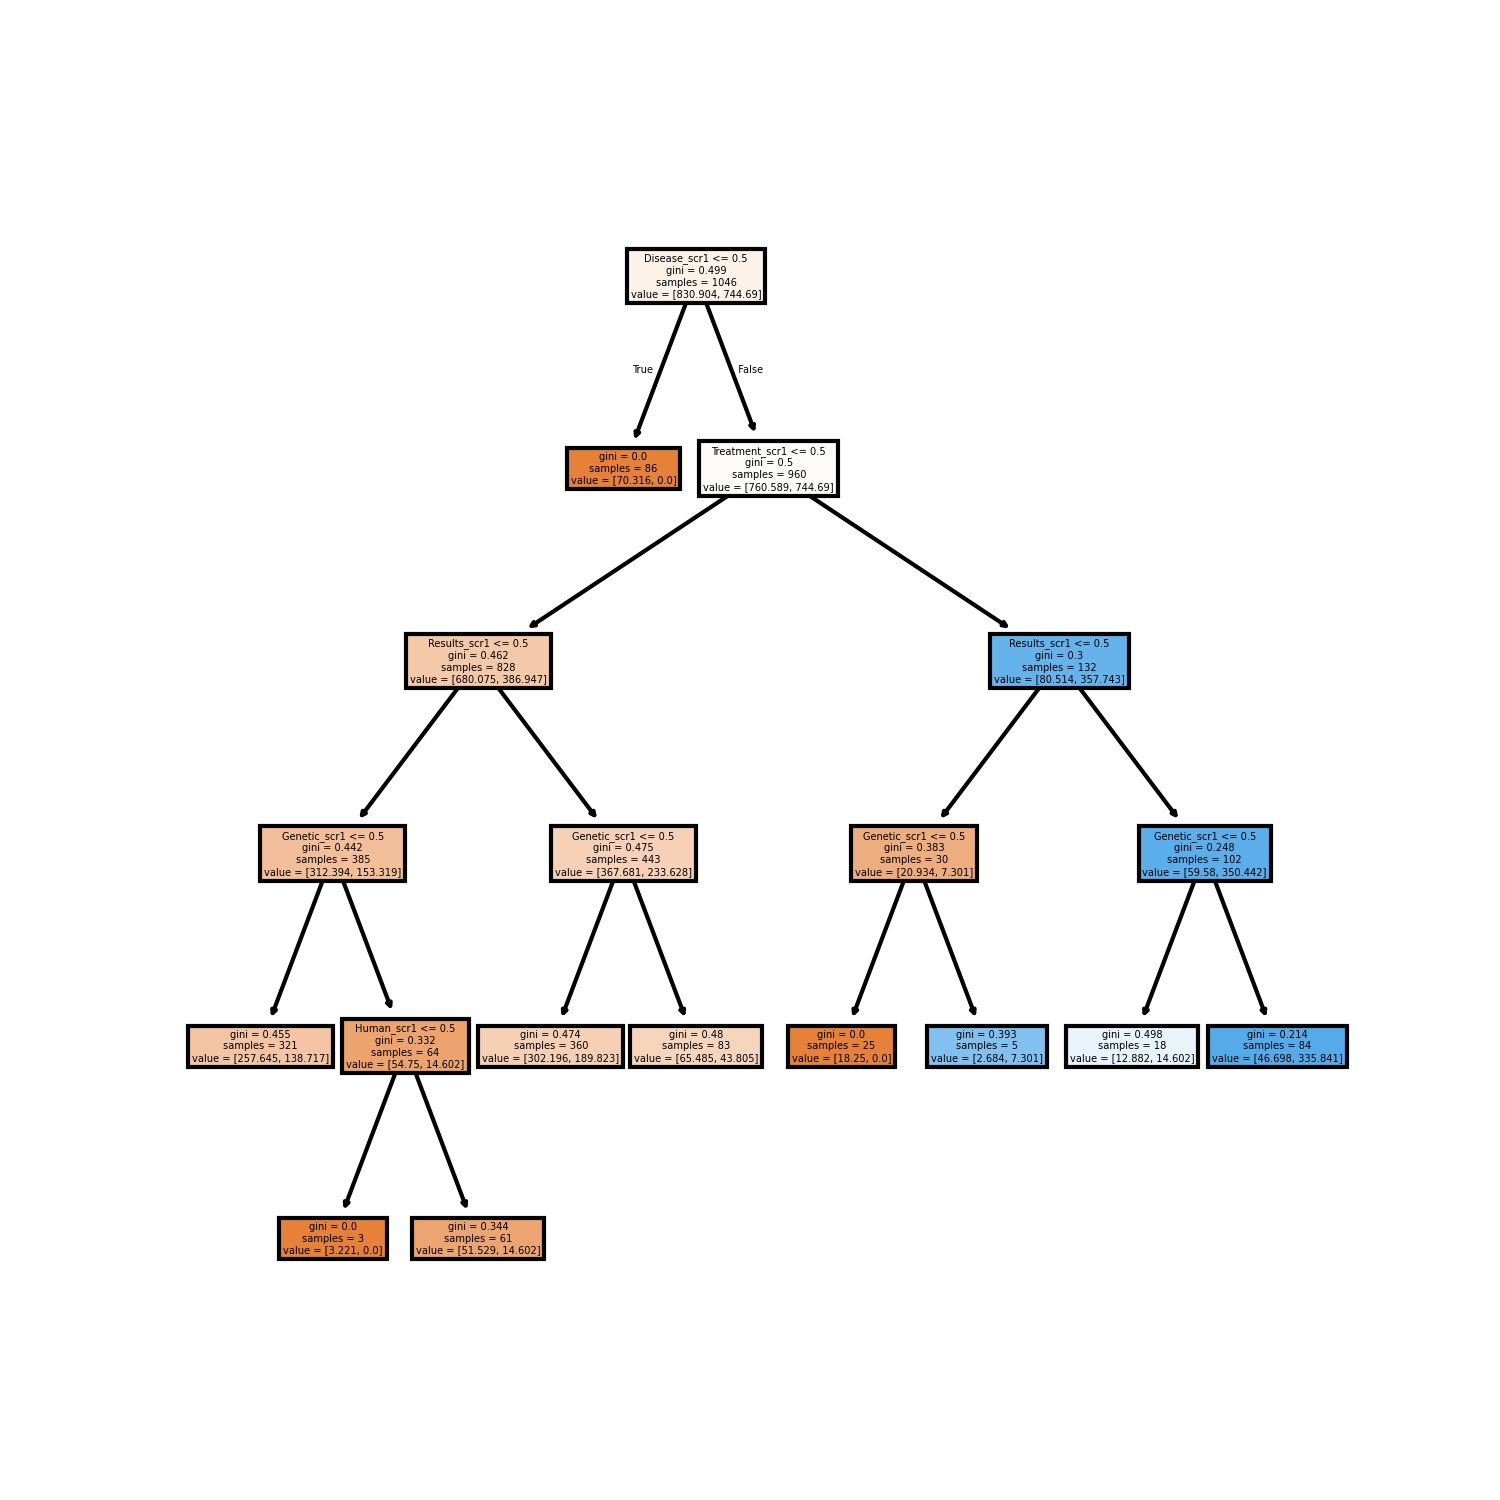 Disease_scr1 <= 0.5
gini = 0.499
samples = 1046
value = [830.904, 744.69]
True
False
gini = 0.0
samples = 86
value = [70.316, 0.0]
Treatment_scr1 <= 0.5
gini = 0.5
samples = 960
value = [760.589, 744.69]
Results_scr1 <= 0.5
gini = 0.462
samples = 828
value = [680.075, 386.947]
Results_scr1 <= 0.5
gini = 0.3
samples = 132
value = [80.514, 357.743]
Genetic_scr1 <= 0.5
gini = 0.442
samples = 385
value = [312.394, 153.319]
Genetic_scr1 <= 0.5
gini = 0.475
samples = 443
value = [367.681, 233.628]
Genetic_scr1 <= 0.5
gini = 0.383
samples = 30
value = [20.934, 7.301]
Genetic_scr1 <= 0.5
gini = 0.248
samples = 102
value = [59.58, 350.442]
gini = 0.455
samples = 321
value = [257.645, 138.717]
Human_scr1 <= 0.5
gini = 0.332
samples = 64
value = [54.75, 14.602]
gini = 0.474
samples = 360
value = [302.196, 189.823]
gini = 0.48
samples = 83
value = [65.485, 43.805]
gini = 0.0
samples = 25
value = [18.25, 0.0]
gini = 0.393
samples = 5
value = [2.684, 7.301]
gini = 0.498
samples = 18
value = [12.882, 14.602]
gini = 0.214
samples = 84
value = [46.698, 335.841]
gini = 0.0
samples = 3
value = [3.221, 0.0]
gini = 0.344
samples = 61
value = [51.529, 14.602]